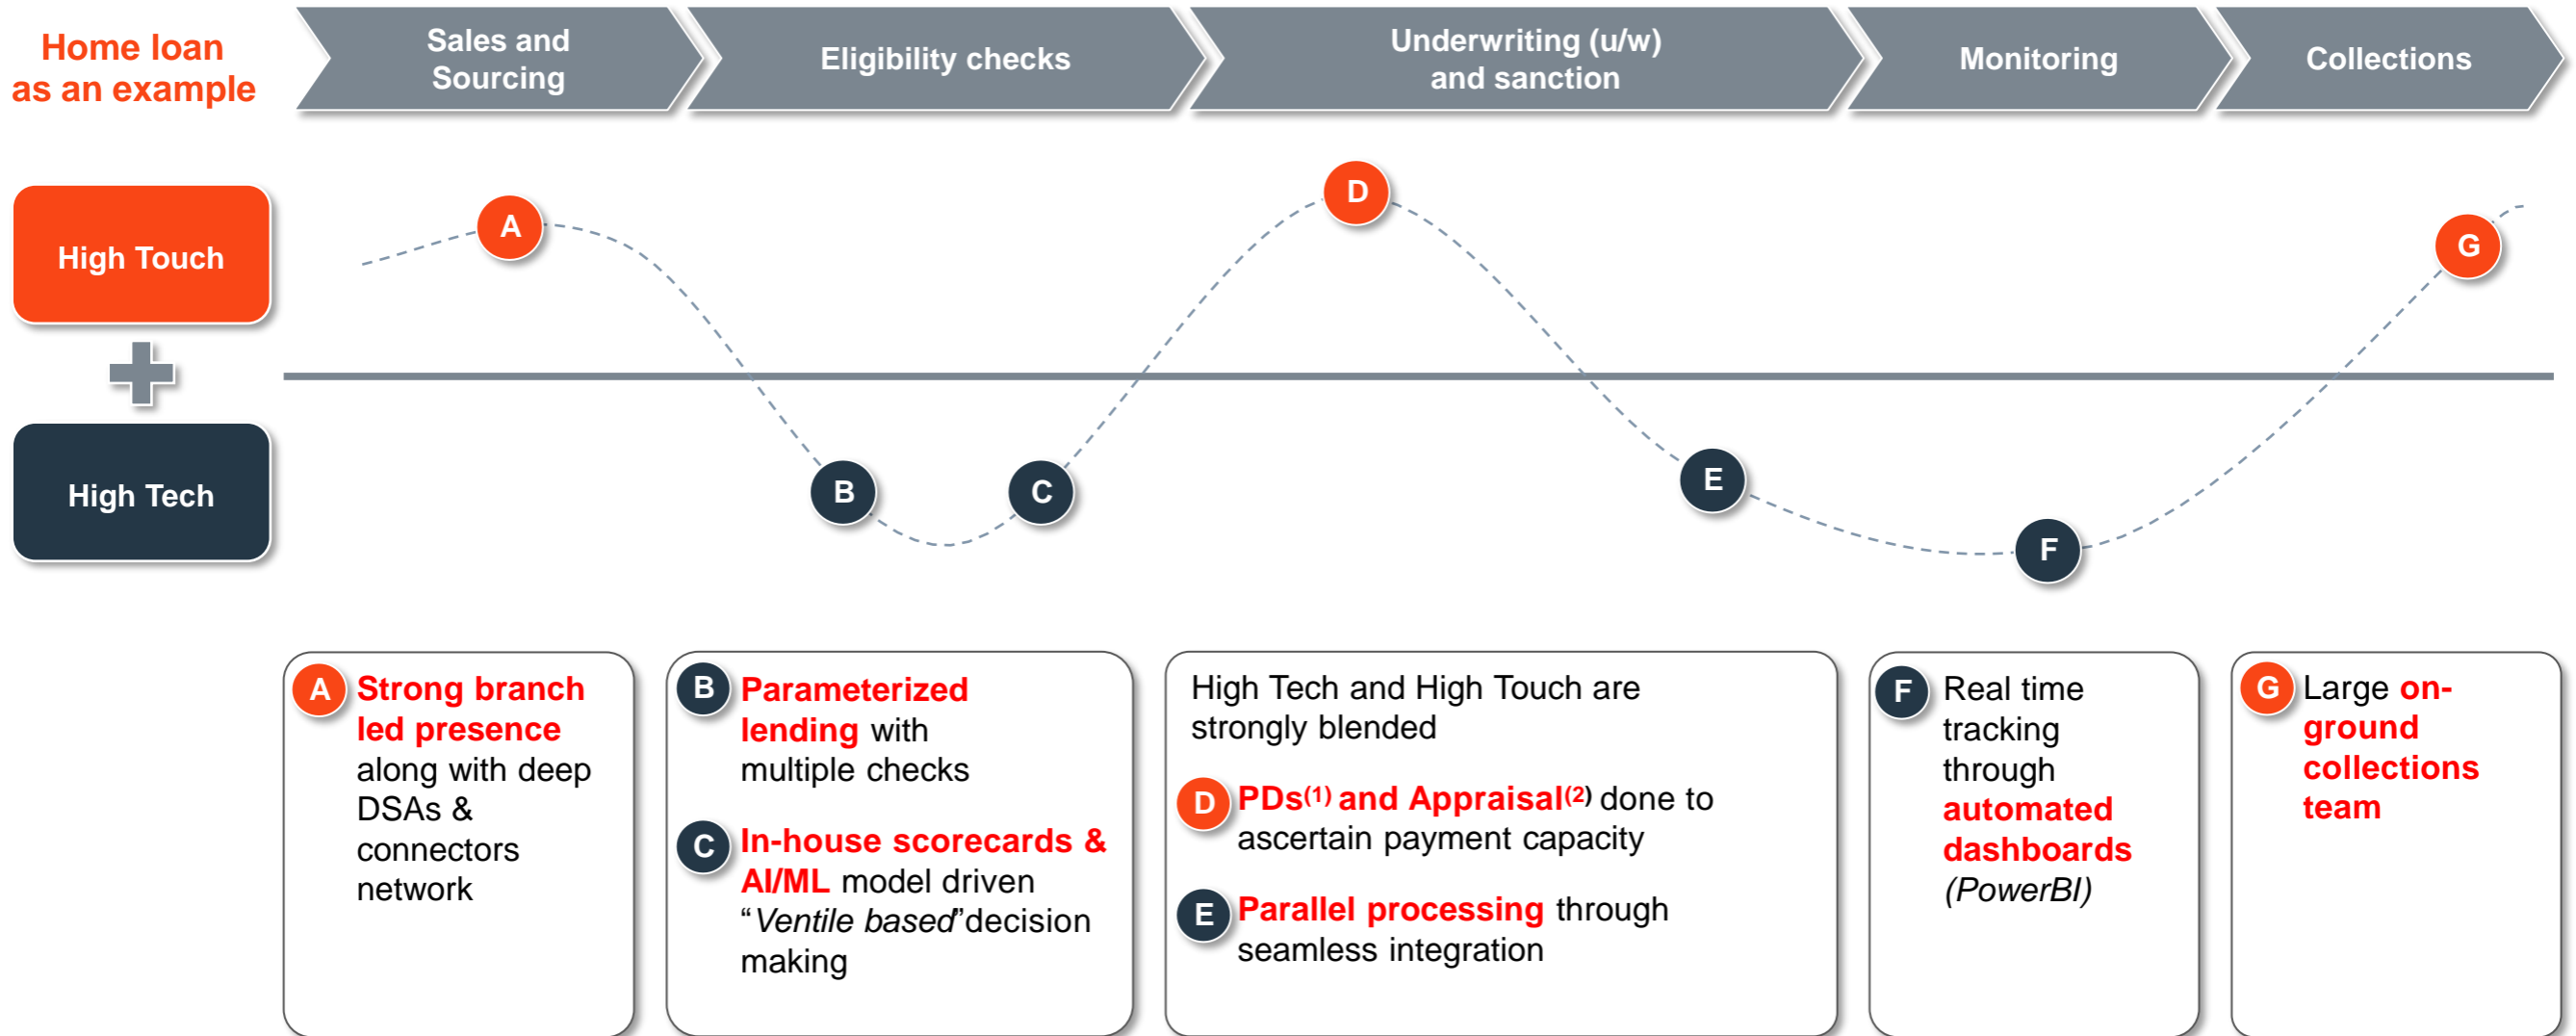 Home loan
as an example
Sales and
Sourcing
Eligibility checks
Underwriting (u/w)
and sanction
Monitoring
Collections
High Touch
High Tech
A
B
C
D
E
F
G
A Strong branch
led presence
along with deep
DSAs &
connectors
network
B Parameterized
lending with
multiple checks
C In-house scorecards &
AI/ML model driven
“Ventile based”decision
making
High Tech and High Touch are
strongly blended
D PDs(1) and Appraisal(2) done to
ascertain payment capacity
E Parallel processing through
seamless integration
F Real time
tracking
through
automated
dashboards
(PowerBI)
G Large on-
ground
collections
team